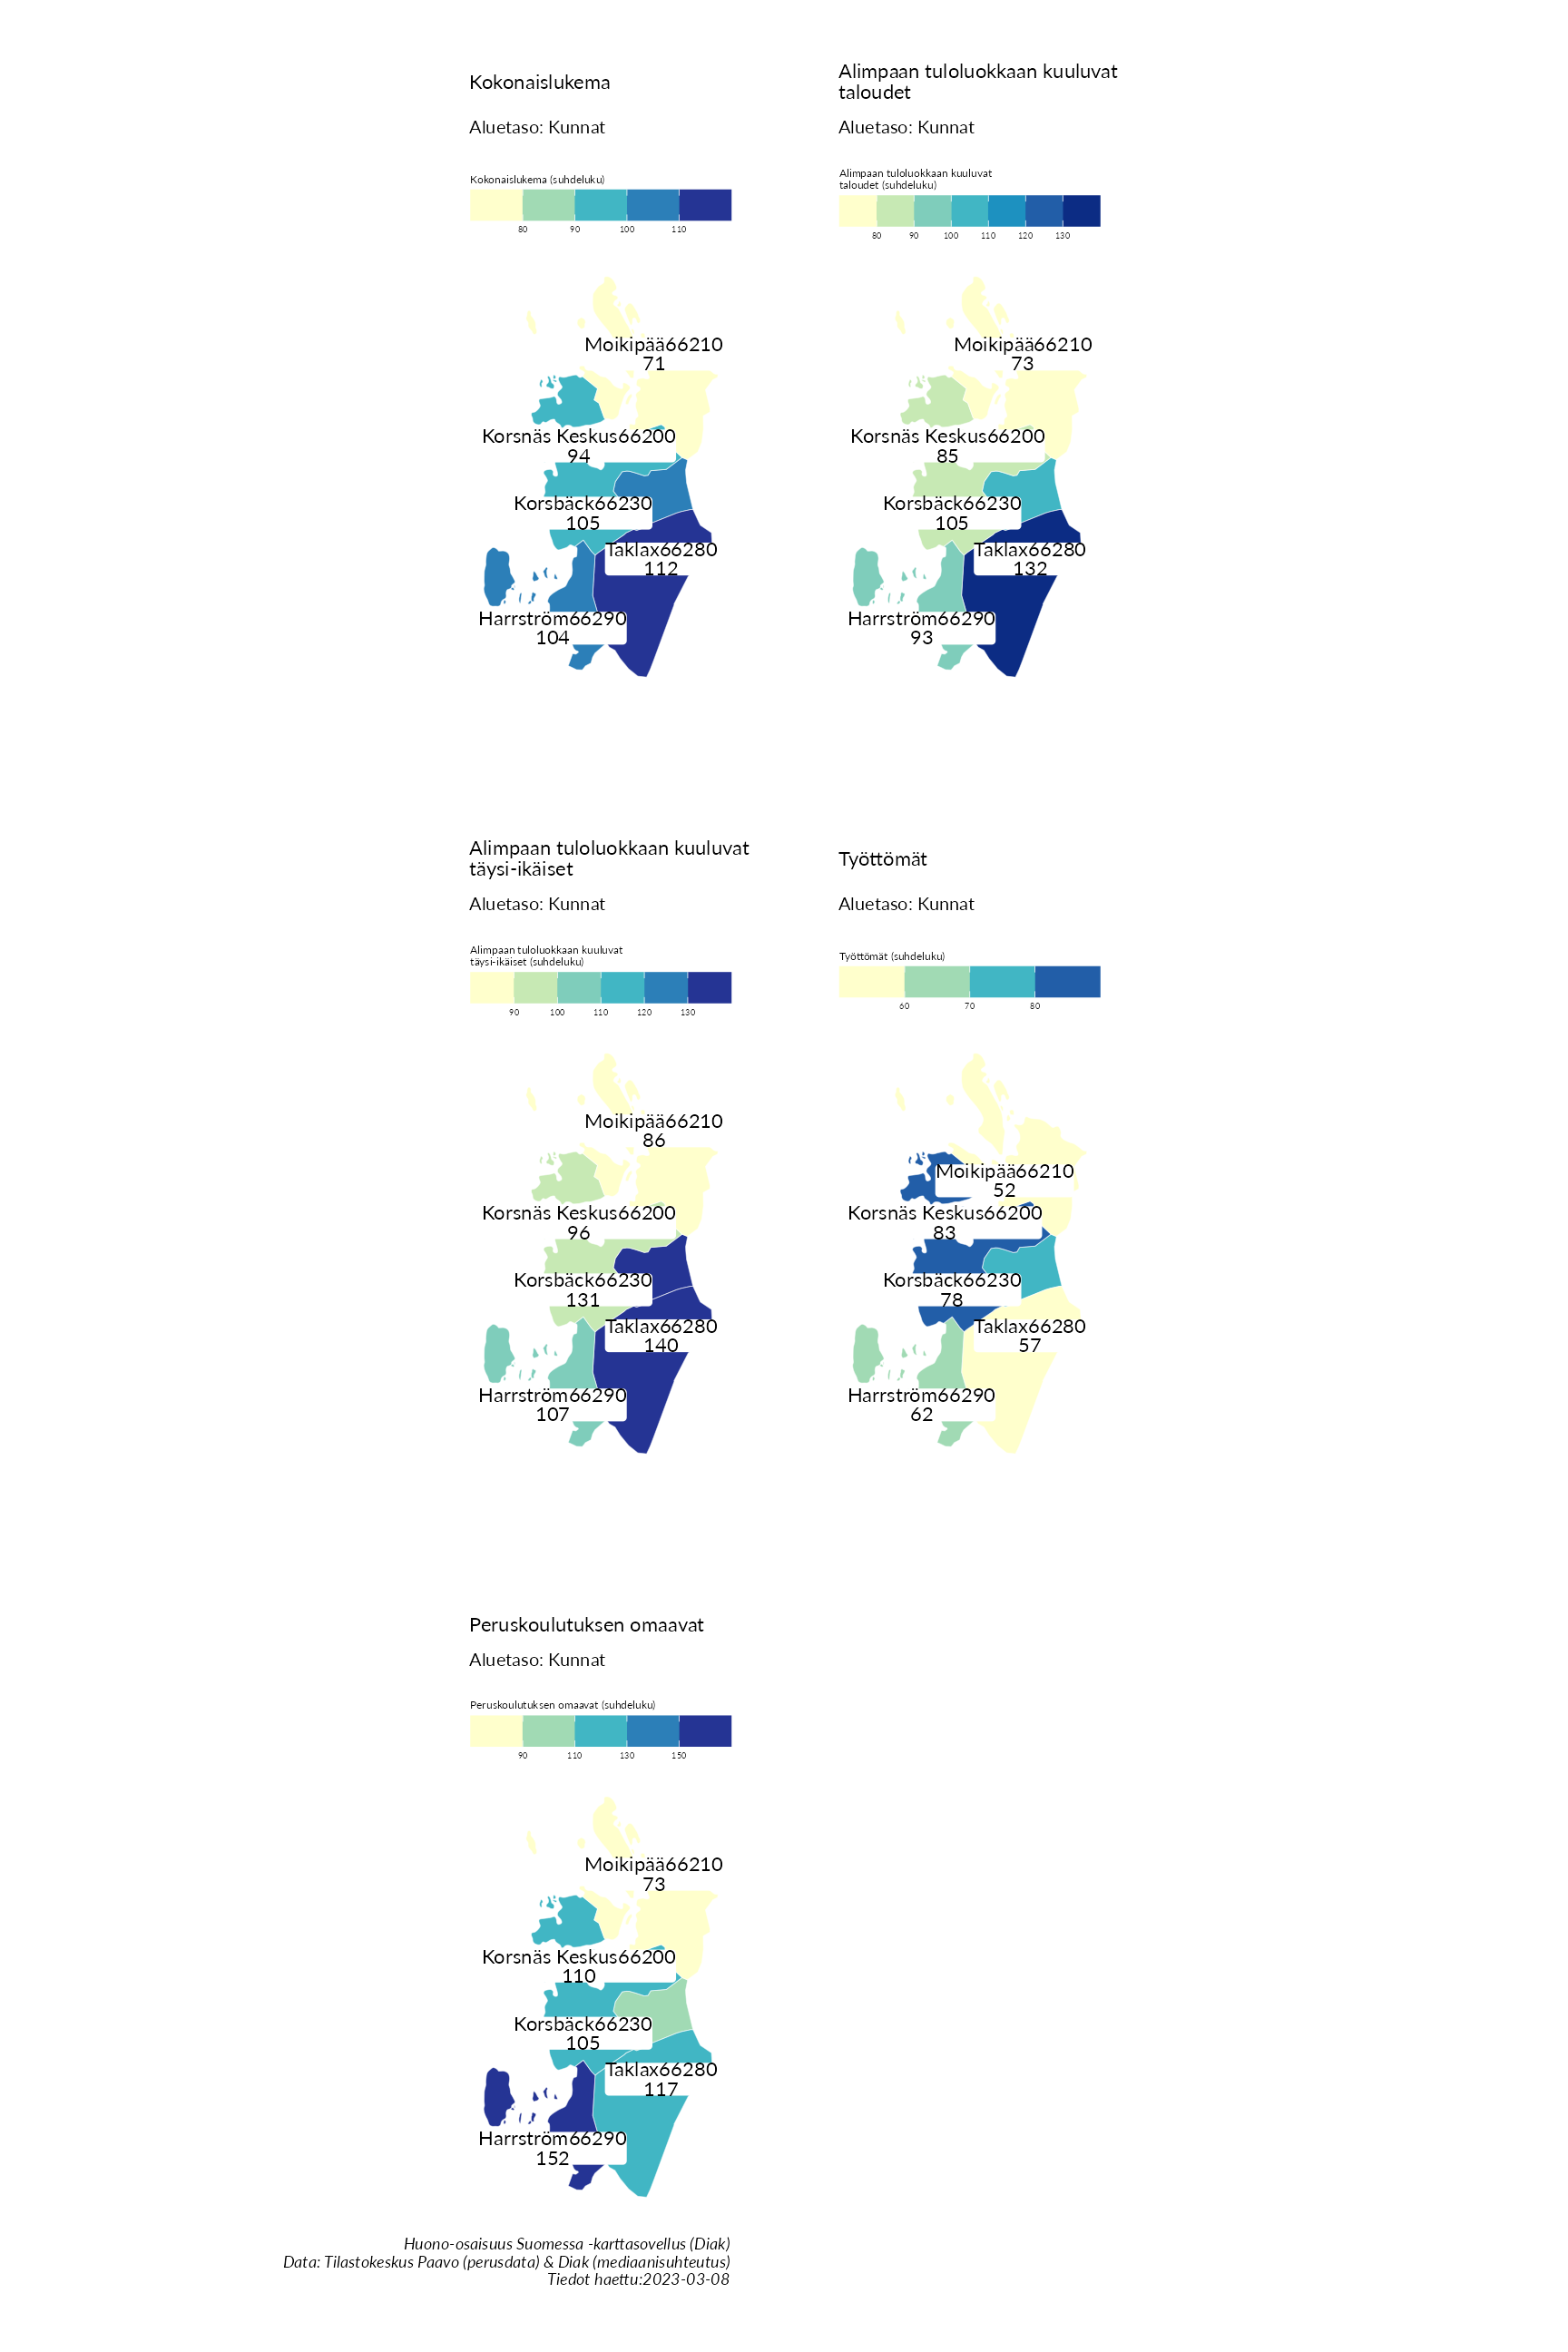 Kokonaislukema
Aluetaso: Kunnat
Kokonaislukema (suhdeluku)
80 90 100 110
Moikipää66210
71
Korsnäs Keskus66200
94
Korsbäck66230
105
Taklax66280
112
Harrström66290
104
Alimpaan tuloluokkaan kuuluvat
taloudet
Aluetaso: Kunnat
Alimpaan tuloluokkaan kuuluvat
taloudet (suhdeluku)
80 90 100 110 120 130
Moikipää66210
73
Korsnäs Keskus66200
85
Korsbäck66230
105
Taklax66280
132
Harrström66290
93
Alimpaan tuloluokkaan kuuluvat
täysi-ikäiset
Aluetaso: Kunnat
Alimpaan tuloluokkaan kuuluvat
täysi-ikäiset (suhdeluku)
90 100 110 120 130
Moikipää66210
86
Korsnäs Keskus66200
96
Korsbäck66230
131
Taklax66280
140
Harrström66290
107
Työttömät
Aluetaso: Kunnat
Työttömät (suhdeluku)
60 70 80
Moikipää66210
52
Korsnäs Keskus66200
83
Korsbäck66230
78
Taklax66280
57
Harrström66290
62
Peruskoulutuksen omaavat
Aluetaso: Kunnat
Peruskoulutuksen omaavat (suhdeluku)
90 110 130 150
Moikipää66210
73
Korsnäs Keskus66200
110
Korsbäck66230
105
Taklax66280
117
Harrström66290
152
Huono-osaisuus Suomessa -karttasovellus (Diak)
Data: Tilastokeskus Paavo (perusdata) & Diak (mediaanisuhteutus)
Tiedot haettu:2023-03-08